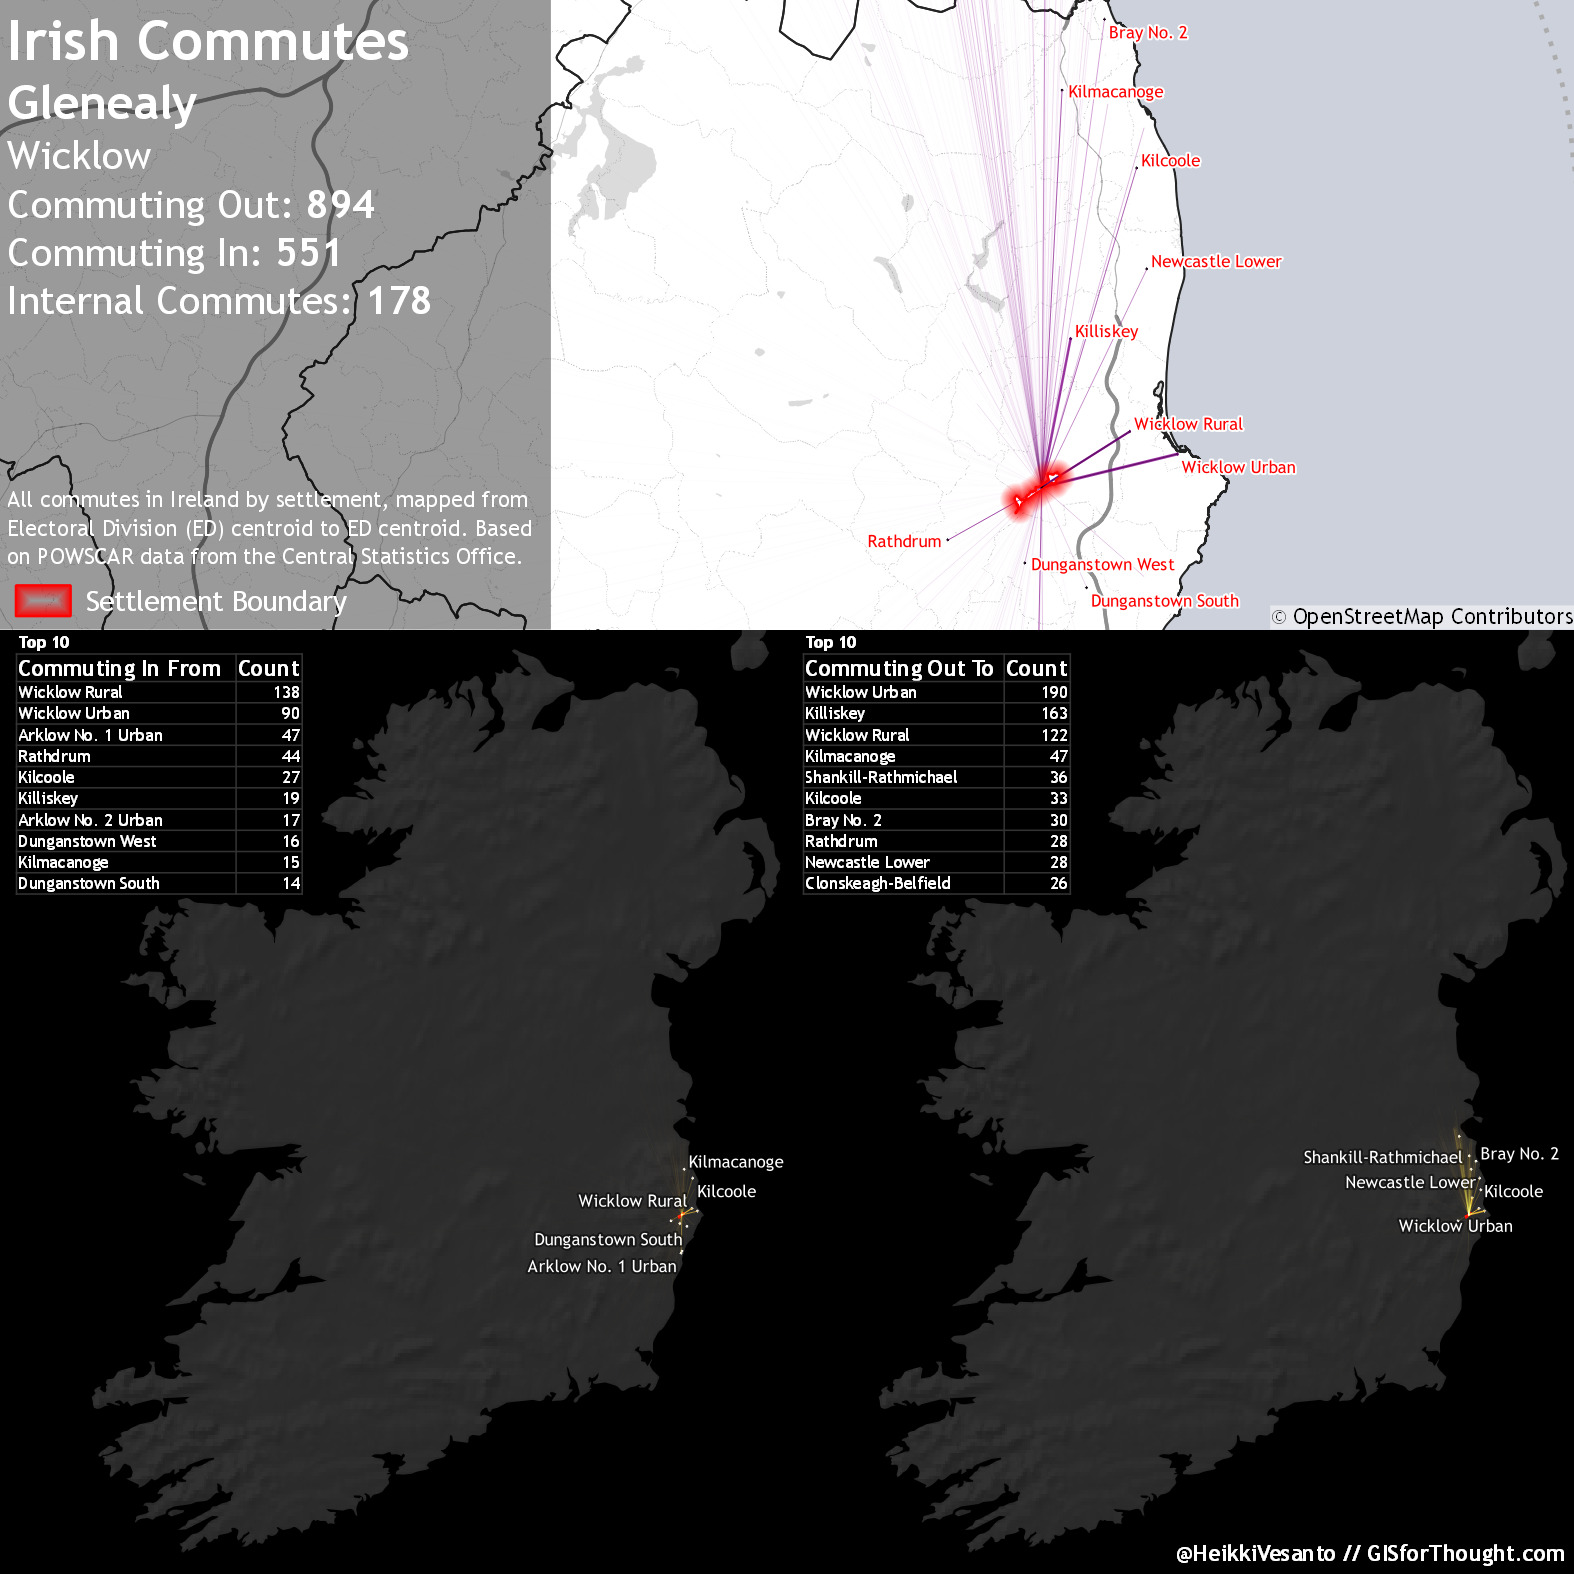 Irish Commutes
Glenealy
Wicklow
Commuting Out: 894
Commuting In: 551
Internal Commutes: 178
All commutes in Ireland by settlement, mapped from
Electoral Division (ED) centroid to ED centroid. Based
on POWSCAR data from the Central Statistics Office.
Settlement Boundary
Bray No. 2
Kilmacanoge
Kilcoole
Newcastle Lower
Killiskey
Wicklow Rural
Wicklow Urban
Rathdrum
Dunganstown West
Dunganstown South
© OpenStreetMap Contributors
Top 10
Commuting In From Count
Wicklow Rural 138
Wicklow Urban 90
Arklow No. 1 Urban 47
Rathdrum 44
Kilcoole 27
Killiskey 19
Arklow No. 2 Urban 17
Dunganstown West 16
Kilmacanoge 15
Dunganstown South 14
Kilmacanoge
Kilcoole
Wicklow Rural
Dunganstown South
Arklow No. 1 Urban
Top 10
Commuting Out To Count
Wicklow Urban 190
Killiskey 163
Wicklow Rural 122
Kilmacanoge 47
Shankill-Rathmichael 36
Kilcoole 33
Bray No. 2 30
Rathdrum 28
Newcastle Lower 28
Clonskeagh-Belfield 26
Shankill-Rathmichael
Bray No. 2
Newcastle Lower
Kilcoole
Wicklow Urban
@HeikkiVesanto // GISforThought.com